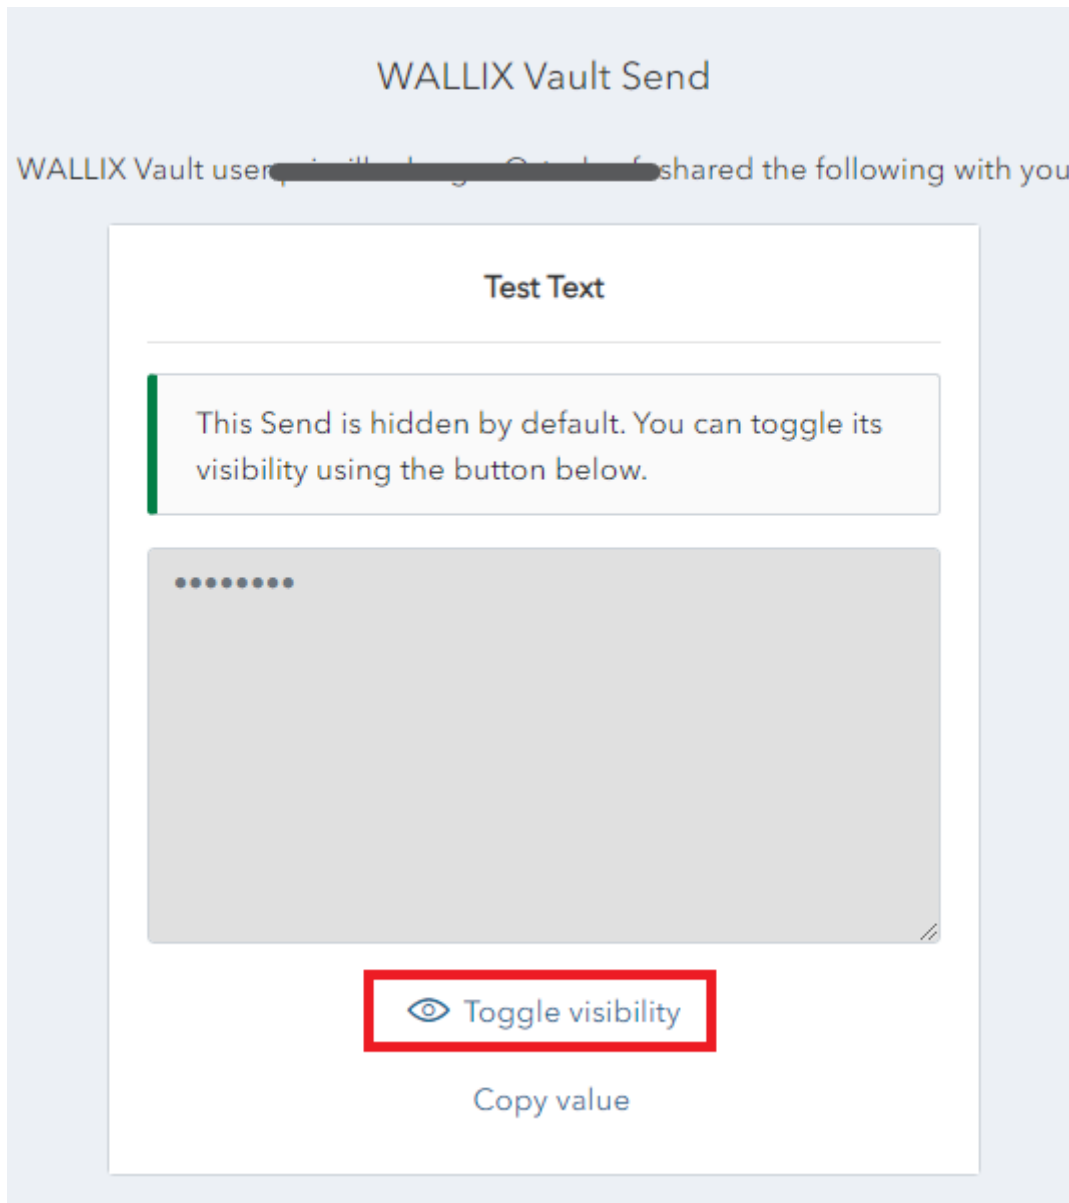 WALLIX Vault Send
WALLIX Vault user shared the following with you
Test Text
This Send is hidden by default. You can toggle its
visibility using the button below.
••••••••
Toggle visibility
Copy value